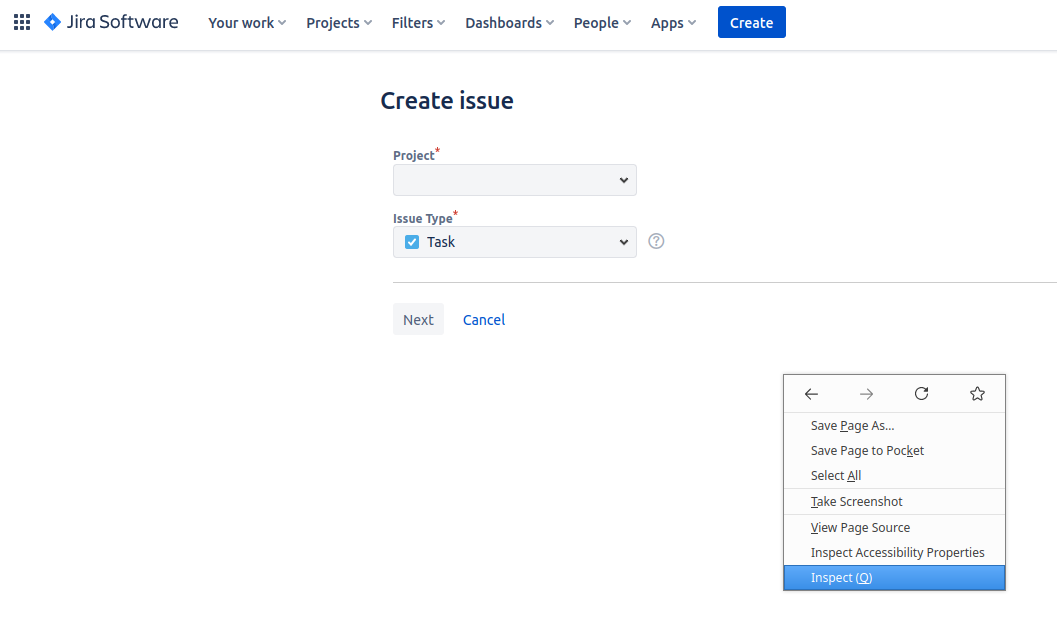 Jira Software Your work Projects Filters Dashboards People Apps Create
Create issue
Project*
Issue Type*
Task
Next Cancel
Save Page As...
Save Page to Pocket
Select All
Take Screenshot
View Page Source
Inspect Accessibility Properties
Inspect (Q)